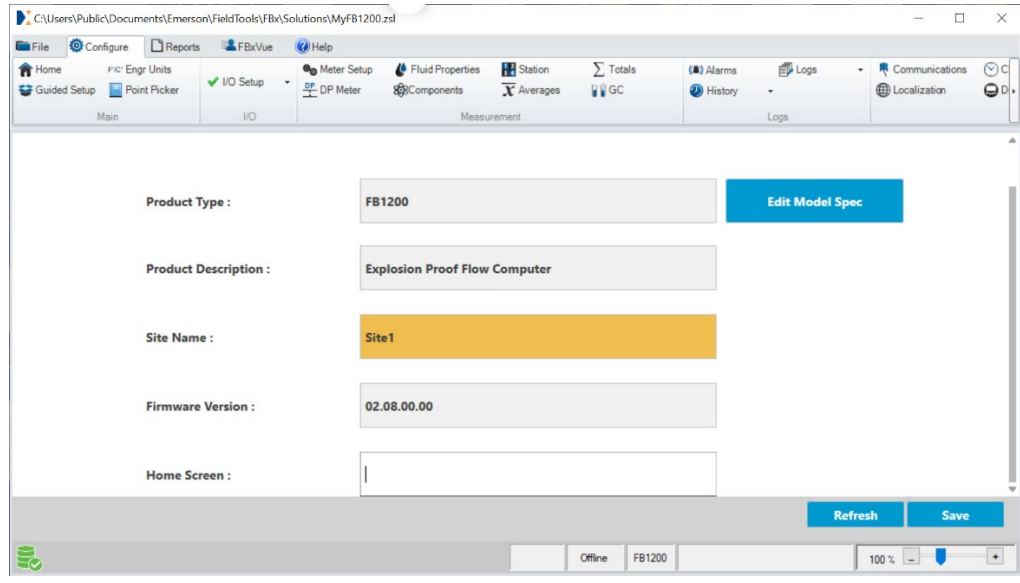 C:\Users\Public\Documents\Emerson\FieldTools\FBx\Solutions\MyFB1200.zsl
File Configure Reports FBxVue Help
Home Engr Units I/O Setup Meter Setup Fluid Properties Station Totals Alarms Logs Communications C
Guided Setup Point Picker DP DP Meter Components X Averages GC History Localization D
Main I/O Measurement Logs
Product Type : FB1200 Edit Model Spec
Product Description : Explosion Proof Flow Computer
Site Name : Site1
Firmware Version : 02.08.00.00
Home Screen :
Refresh Save
Offline FB1200 100 %